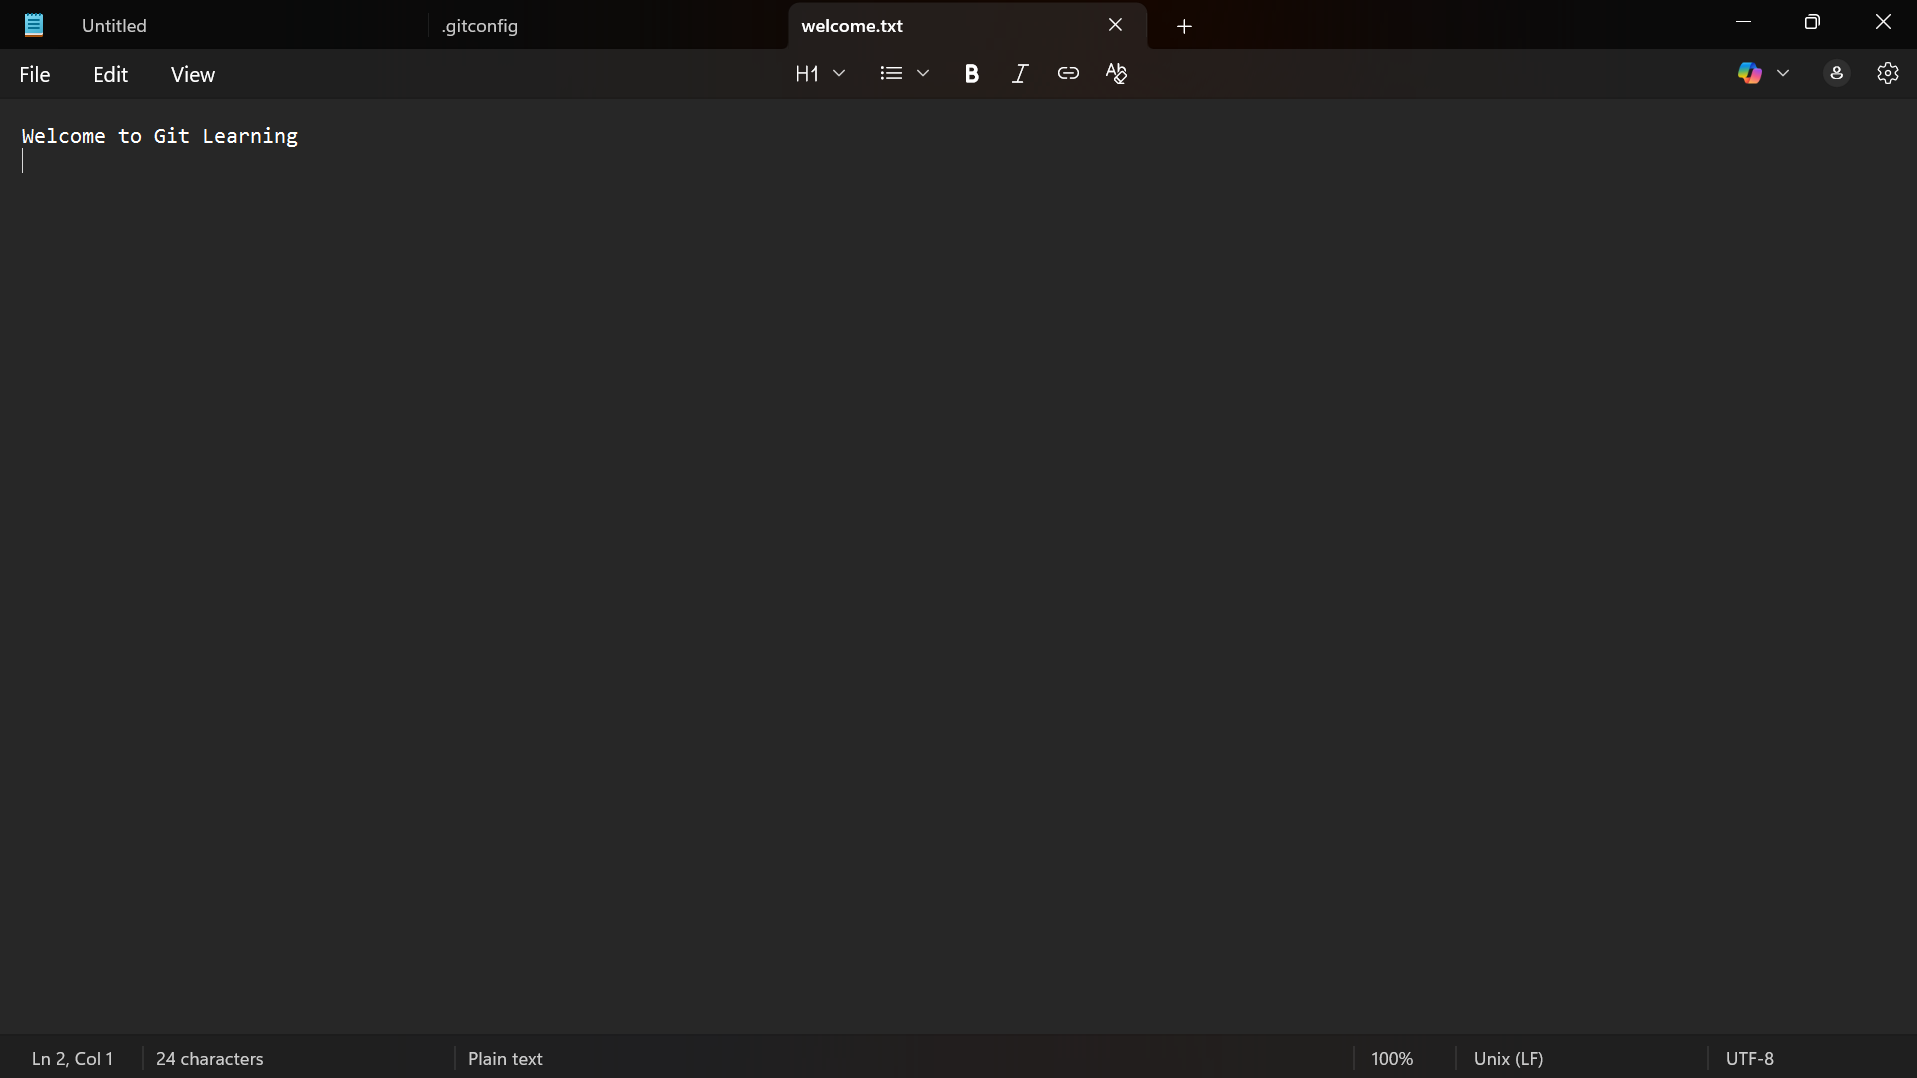 Untitled
.gitconfig
welcome.txt
File Edit View H1 B I Ab
Welcome to Git Learning
Ln 2, Col 1 24 characters Plain text 100% Unix (LF) UTF-8